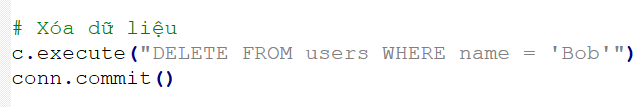 # Xóa dữ liệu
c.execute("DELETE FROM users WHERE name = 'Bob'")
conn.commit()